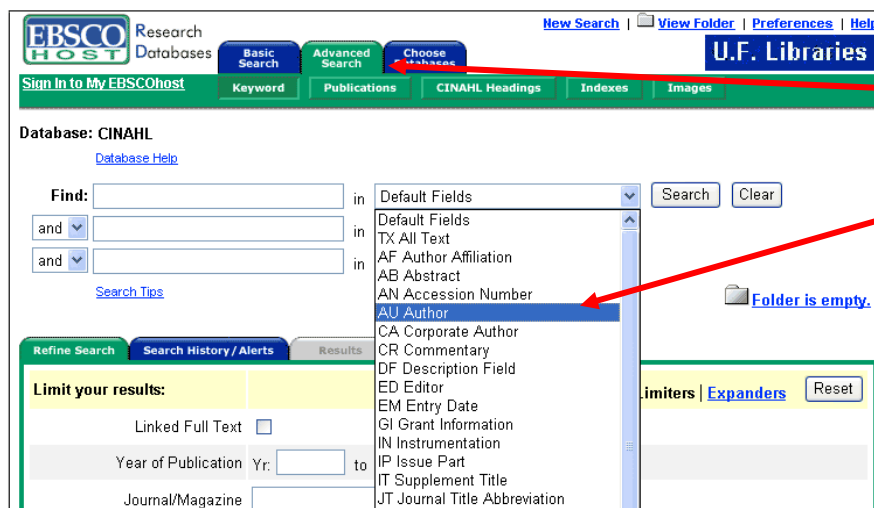 New Search | View Folder | Preferences | Help
EBSCO Research
HOST Databases
Basic Search
Advanced Search
Choose Databases
U.F. Libraries
Sign In to My EBSCOhost
Keyword
Publications
CINAHL Headings
Indexes
Images
Database: CINAHL
Database Help
Find: in Default Fields Search Clear
and in
and in
Default Fields
TX All Text
AF Author Affiliation
AB Abstract
AN Accession Number
AU Author
CA Corporate Author
CR Commentary
DF Description Field
ED Editor
EM Entry Date
GI Grant Information
IN Instrumentation
IP Issue Part
IT Supplement Title
JT Journal Title Abbreviation
Search Tips
Folder is empty.
Refine Search
Search History/Alerts
Results
Limit your results:
imiters | Expanders Reset
Linked Full Text
Year of Publication Yr: to
Journal/Magazine